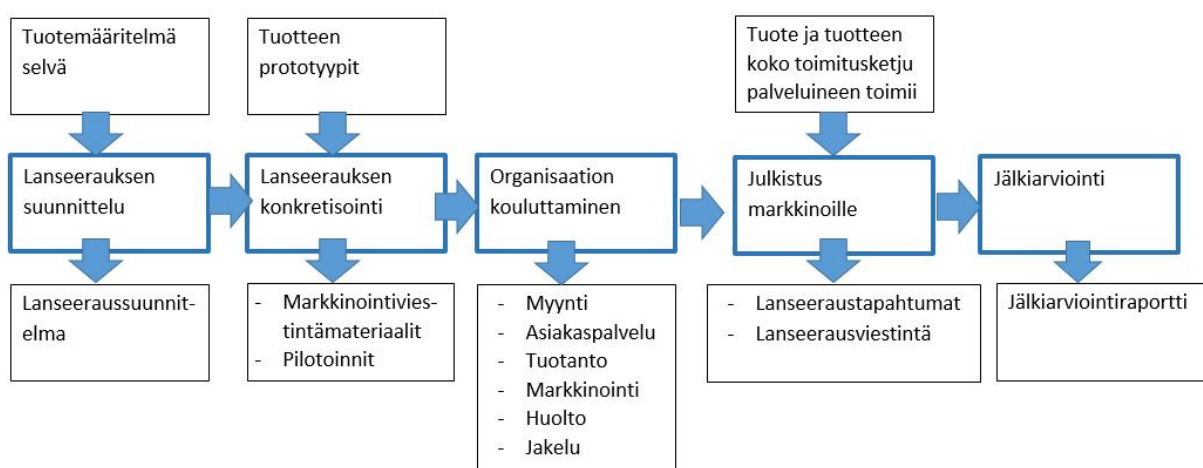 Tuotemääritelmä
selvä
Tuotteen
prototyypit
Tuote ja tuotteen
koko toimitusketju
palveluineen toimii
Lanseerauksen
suunnittelu
Lanseerauksen
konkretisointi
Organisaation
kouluttaminen
Julkistus
markkinoille
Jälkiarviointi
Lanseeraussuunnit-
elma
- Markkinointivies-
tintämateriaalit
- Pilotoinnit
- Myynti
- Asiakaspalvelu
- Tuotanto
- Markkinointi
- Huolto
- Jakelu
- Lanseeraustapahtumat
- Lanseerausviestintä
Jälkiarviointiraportti